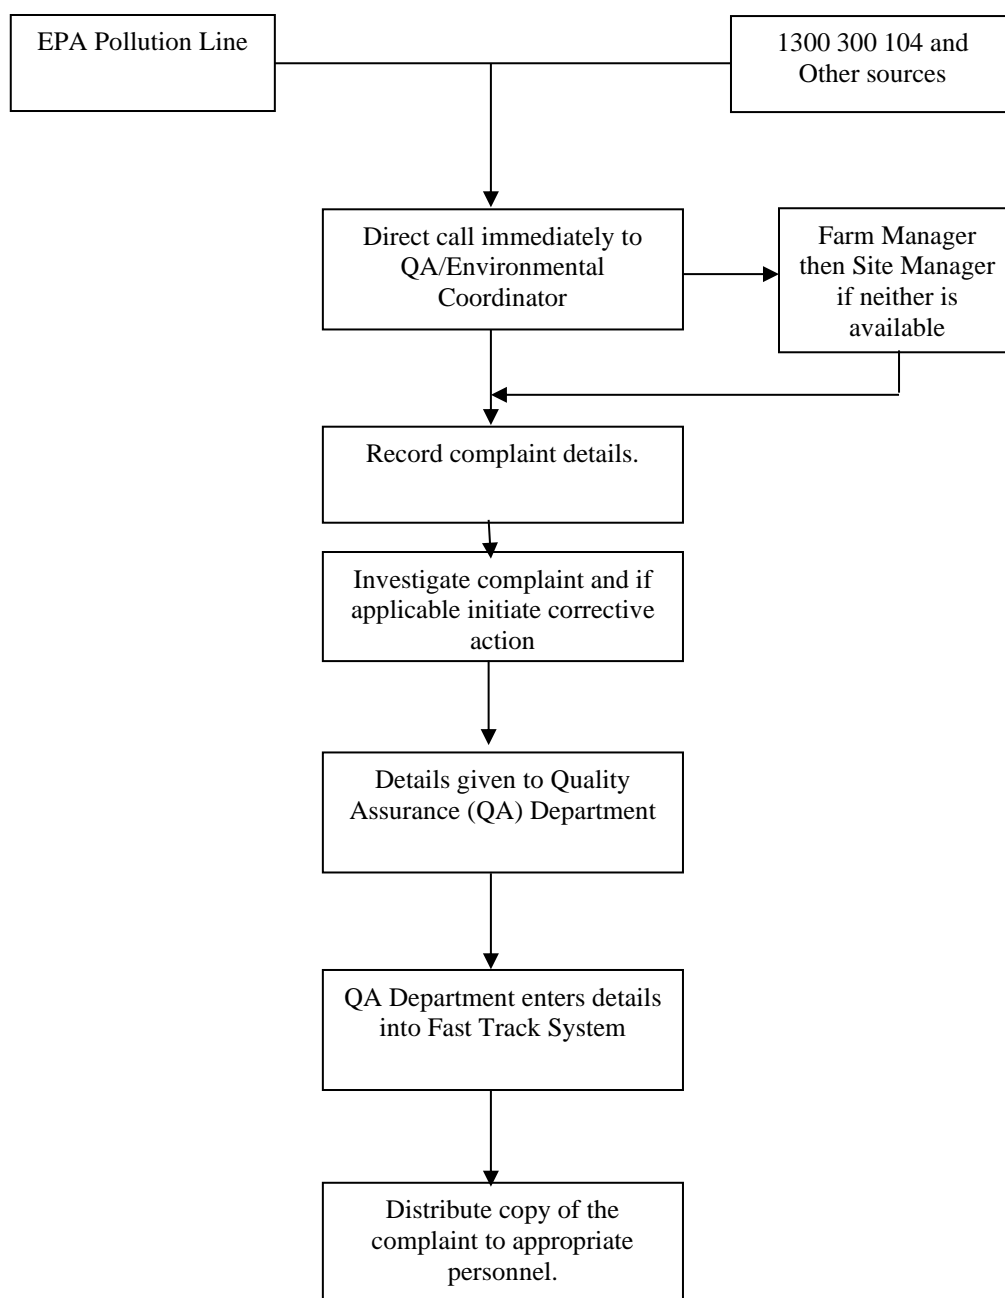 EPA Pollution Line
1300 300 104 and
Other sources
Direct call immediately to
QA/Environmental
Coordinator
Farm Manager
then Site Manager
if neither is
available
Record complaint details.
Investigate complaint and if
applicable initiate corrective
action
Details given to Quality
Assurance (QA) Department
QA Department enters details
into Fast Track System
Distribute copy of the
complaint to appropriate
personnel.